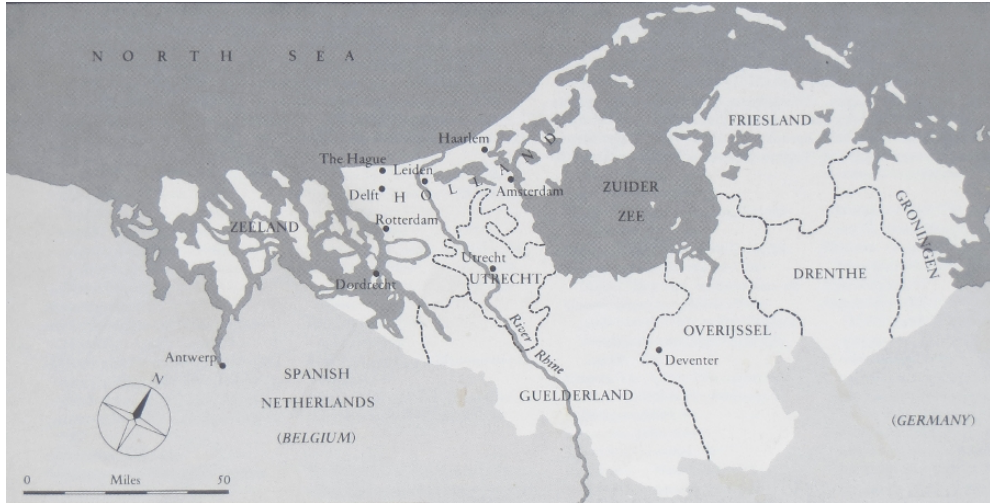 NORTH SEA
FRIESLAND
Haarlem
The Hague
Leiden
HOLLAND
Amsterdam
ZUIDER
ZEE
Delft
GRONINGEN
ZEELAND
Rotterdam
Utrecht
UTRECHT
DRENTHE
Dordrecht
River Rhine
OVERIJSSEL
Antwerp
Deventer
SPANISH
NETHERLANDS
(BELGIUM)
GUELDERLAND
N
(GERMANY)
0 Miles 50